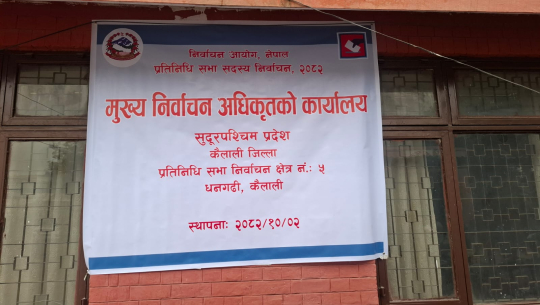 निर्वाचन आयोग, नेपाल
प्रतिनिधि सभा सदस्य निर्वाचन, २०८२
मुख्य निर्वाचन अधिकृतको कार्यालय
सुदूरपश्चिम प्रदेश
कैलाली जिल्ला
प्रतिनिधि सभा निर्वाचन क्षेत्र नं.: ५
धनगढी, कैलाली
स्थापनाः २०८२/१०/०२